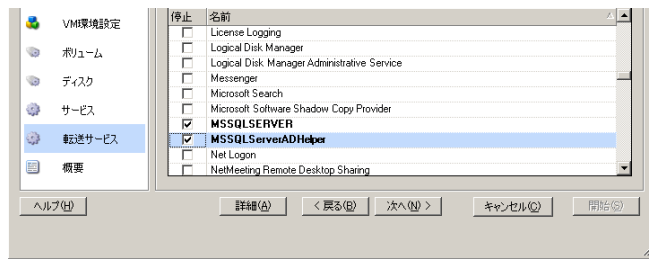 停止 名前
VM環境設定
ボリューム
ディスク
サービス
転送サービス
概要
License Logging
Logical Disk Manager
Logical Disk Manager Administrative Service
Messenger
Microsoft Search
Microsoft Software Shadow Copy Provider
MSSQLSERVER
MSSQLServerADHelper
Net Logon
NetMeeting Remote Desktop Sharing
ヘルプ(H) 詳細(A) < 戻る(B) 次へ(N) > キャンセル(C) 開始(S)